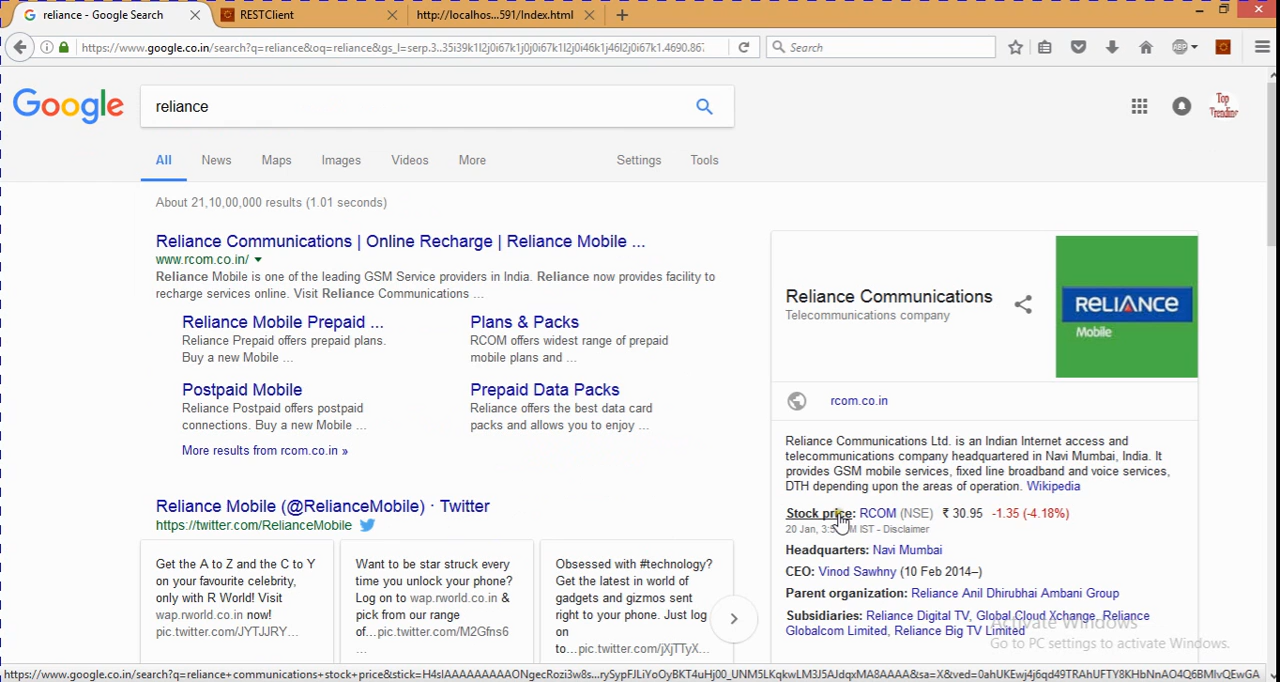 reliance - Google Search
RESTClient
http://localhos...591/Index.html
https://www.google.co.in/search?q=reliance&oq=reliance&gs_l=serp.3..35i39k1l2j0i67k1j0j0i67k1l2j0i46k1j46l2j0i67k1.4690.867
Search
ABP
Google
reliance
Top
Trending
All News Maps Images Videos More Settings Tools
About 21,10,00,000 results (1.01 seconds)
Reliance Communications | Online Recharge | Reliance Mobile ...
www.rcom.co.in/
Reliance Mobile is one of the leading GSM Service providers in India. Reliance now provides facility to
recharge services online. Visit Reliance Communications ...
Reliance Mobile Prepaid ...
Reliance Prepaid offers prepaid plans.
Buy a new Mobile ...
Plans & Packs
RCOM offers widest range of prepaid
mobile plans and ...
Postpaid Mobile
Reliance Postpaid offers postpaid
connections. Buy a new Mobile ...
Prepaid Data Packs
Reliance offers the best data card
packs and allows you to enjoy ...
More results from rcom.co.in »
Reliance Mobile (@RelianceMobile) · Twitter
https://twitter.com/RelianceMobile
Get the A to Z and the C to Y
on your favourite celebrity,
only with R World! Visit
wap.rworld.co.in now!
pic.twitter.com/JYTJJRY...
Want to be star struck every
time you unlock your phone?
Log on to wap.rworld.co.in &
pick from our range
of...pic.twitter.com/M2Gfns6
...
Obsessed with #technology?
Get the latest in world of
gadgets and gizmos sent
right to your phone. Just log
on
to...pic.twitter.com/jXjTTyX...
Reliance Communications
Telecommunications company
RELIANCE
Mobile
rcom.co.in
Reliance Communications Ltd. is an Indian Internet access and
telecommunications company headquartered in Navi Mumbai, India. It
provides GSM mobile services, fixed line broadband and voice services,
DTH depending upon the areas of operation. Wikipedia
Stock price: RCOM (NSE) ₹ 30.95 -1.35 (-4.18%)
20 Jan, IST - Disclaimer
Headquarters: Navi Mumbai
CEO: Vinod Sawhny (10 Feb 2014–)
Parent organization: Reliance Anil Dhirubhai Ambani Group
Subsidiaries: Reliance Digital TV, Global Cloud Xchange, Reliance
Globalcom Limited, Reliance Big TV Limited
Activate Windows
Go to PC settings to activate Windows.